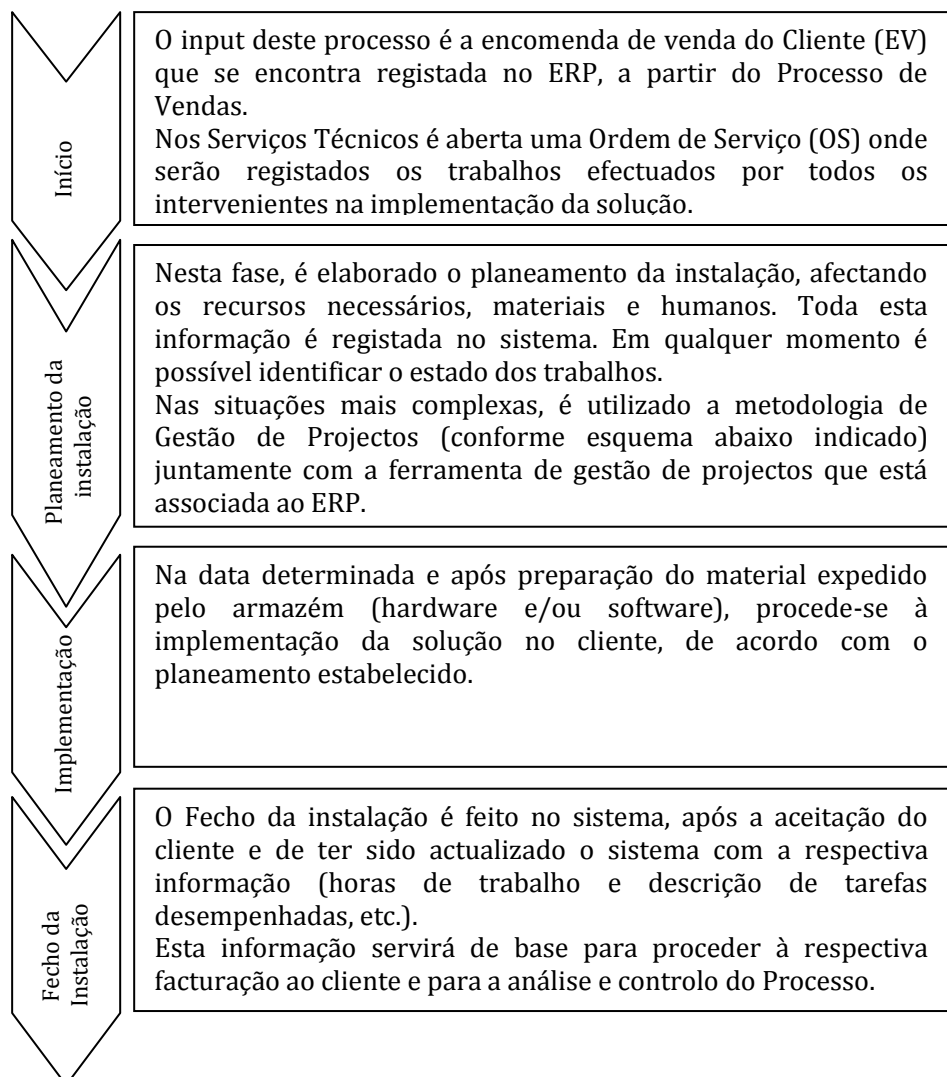 Início
O input deste processo é a encomenda de venda do Cliente (EV)
que se encontra registada no ERP, a partir do Processo de
Vendas.
Nos Serviços Técnicos é aberta uma Ordem de Serviço (OS) onde
serão registados os trabalhos efectuados por todos os
intervenientes na implementação da solução.
Planeamento da
instalação
Nesta fase, é elaborado o planeamento da instalação, afectando
os recursos necessários, materiais e humanos. Toda esta
informação é registada no sistema. Em qualquer momento é
possível identificar o estado dos trabalhos.
Nas situações mais complexas, é utilizado a metodologia de
Gestão de Projectos (conforme esquema abaixo indicado)
juntamente com a ferramenta de gestão de projectos que está
associada ao ERP.
Implementação
Na data determinada e após preparação do material expedido
pelo armazém (hardware e/ou software), procede-se à
implementação da solução no cliente, de acordo com o
planeamento estabelecido.
Fecho da
Instalação
O Fecho da instalação é feito no sistema, após a aceitação do
cliente e de ter sido actualizado o sistema com a respectiva
informação (horas de trabalho e descrição de tarefas
desempenhadas, etc.).
Esta informação servirá de base para proceder à respectiva
facturação ao cliente e para a análise e controlo do Processo.